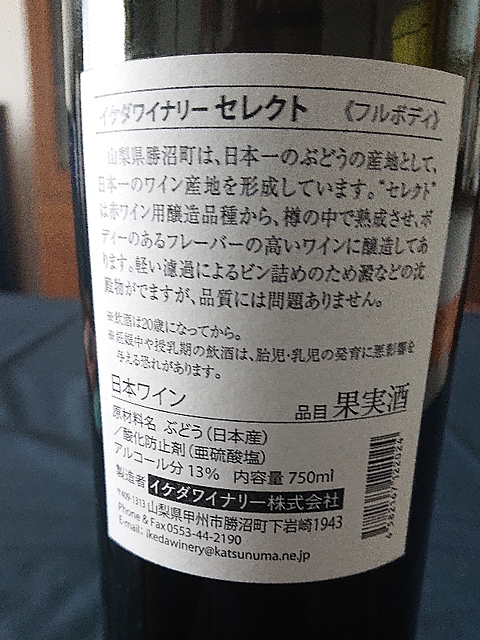 イケダワイナリー セレクト 《フルボディ》
山梨県勝沼町は、日本一のぶどうの産地として、
日本一のワイン産地を形成しています。"セレクト"
は赤ワイン用醸造品種から、樽の中で熟成させ、ボ
ディーのあるフレーバーの高いワインに醸造してあ
ります。軽い濾過によるビン詰めのため澱などの沈
殿物がでますが、品質には問題ありません。
※飲酒は20歳になってから。
※妊娠中や授乳期の飲酒は、胎児・乳児の発育に悪影響を
与える恐れがあります。
日本ワイン 品目 果実酒
原材料名 ぶどう(日本産)
/酸化防止剤(亜硫酸塩)
アルコール分 13% 内容量 750ml
製造者 イケダワイナリー株式会社
〒409-1313 山梨県甲州市勝沼町下岩崎1943
Phone & Fax 0553-44-2190
E-mail: ikedawinery@katsunuma.ne.jp